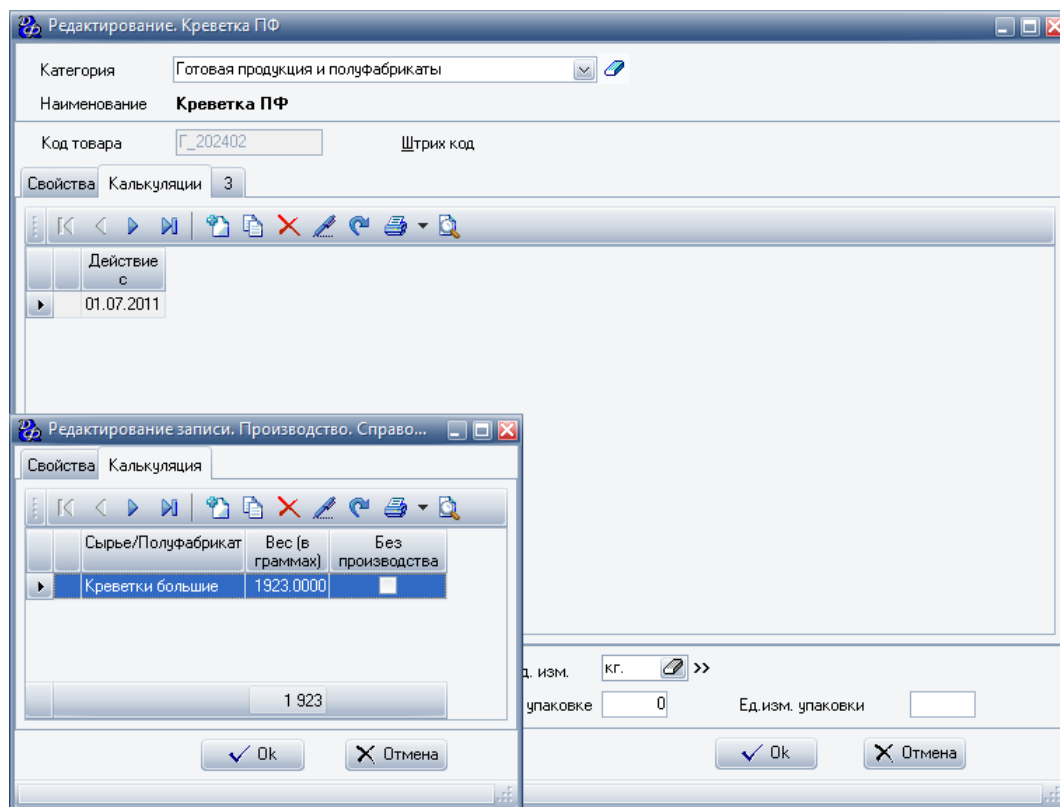 Редактирование. Креветка ПФ
Категория Готовая продукция и полуфабрикаты
Наименование Креветка ПФ
Код товара Г_202402 Штрих код
Свойства Калькуляции 3
Действие с
01.07.2011
Редактирование записи. Производство. Справо...
Свойства Калькуляция
Сырье/Полуфабрикат Вес (в граммах) Без производства
Креветки большие 1923.0000
1 923
Ok Отмена
д. изм. кг. >>
упаковке 0 Ед.изм. упаковки
Ok Отмена